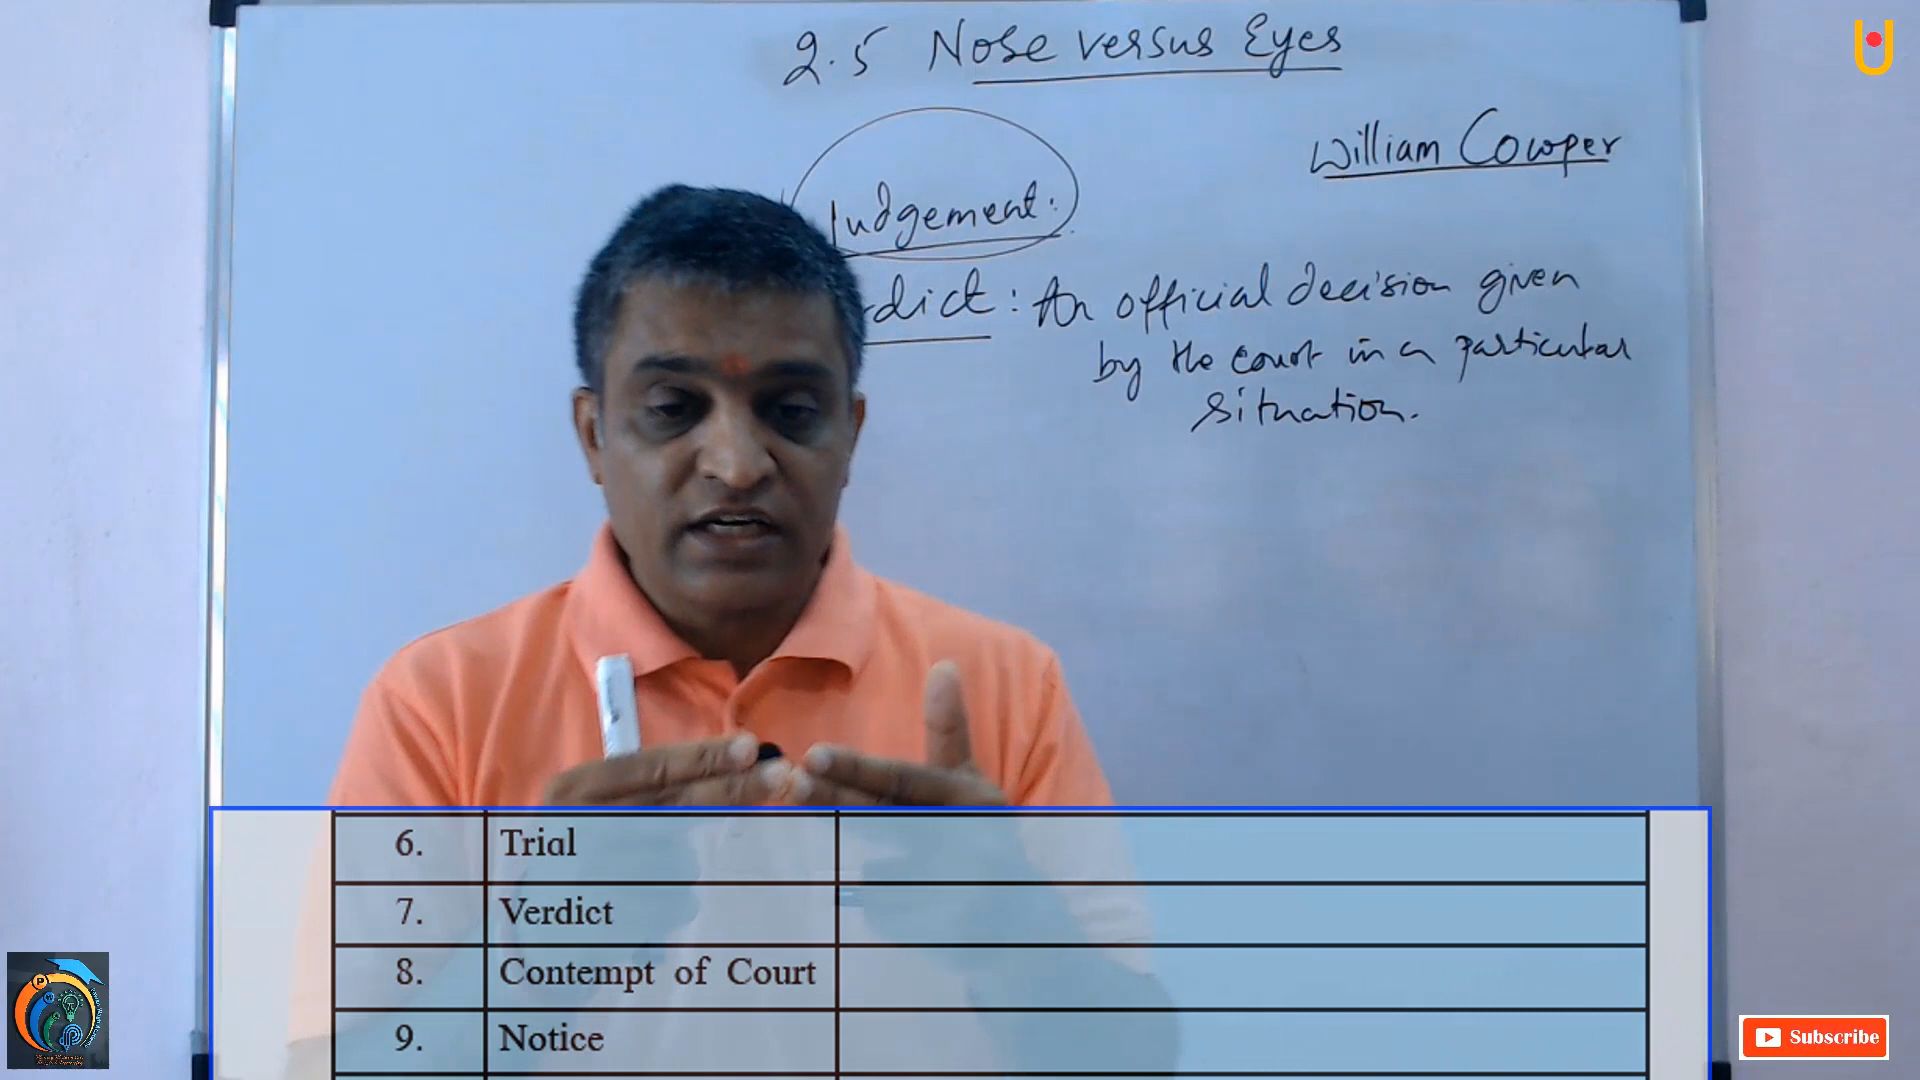 2.5 Nose versus Eyes
William Cowper
Judgement.
dict : An official decision given
by the court in a particular
situation.
6. Trial
7. Verdict
8. Contempt of Court
9. Notice
Subscribe